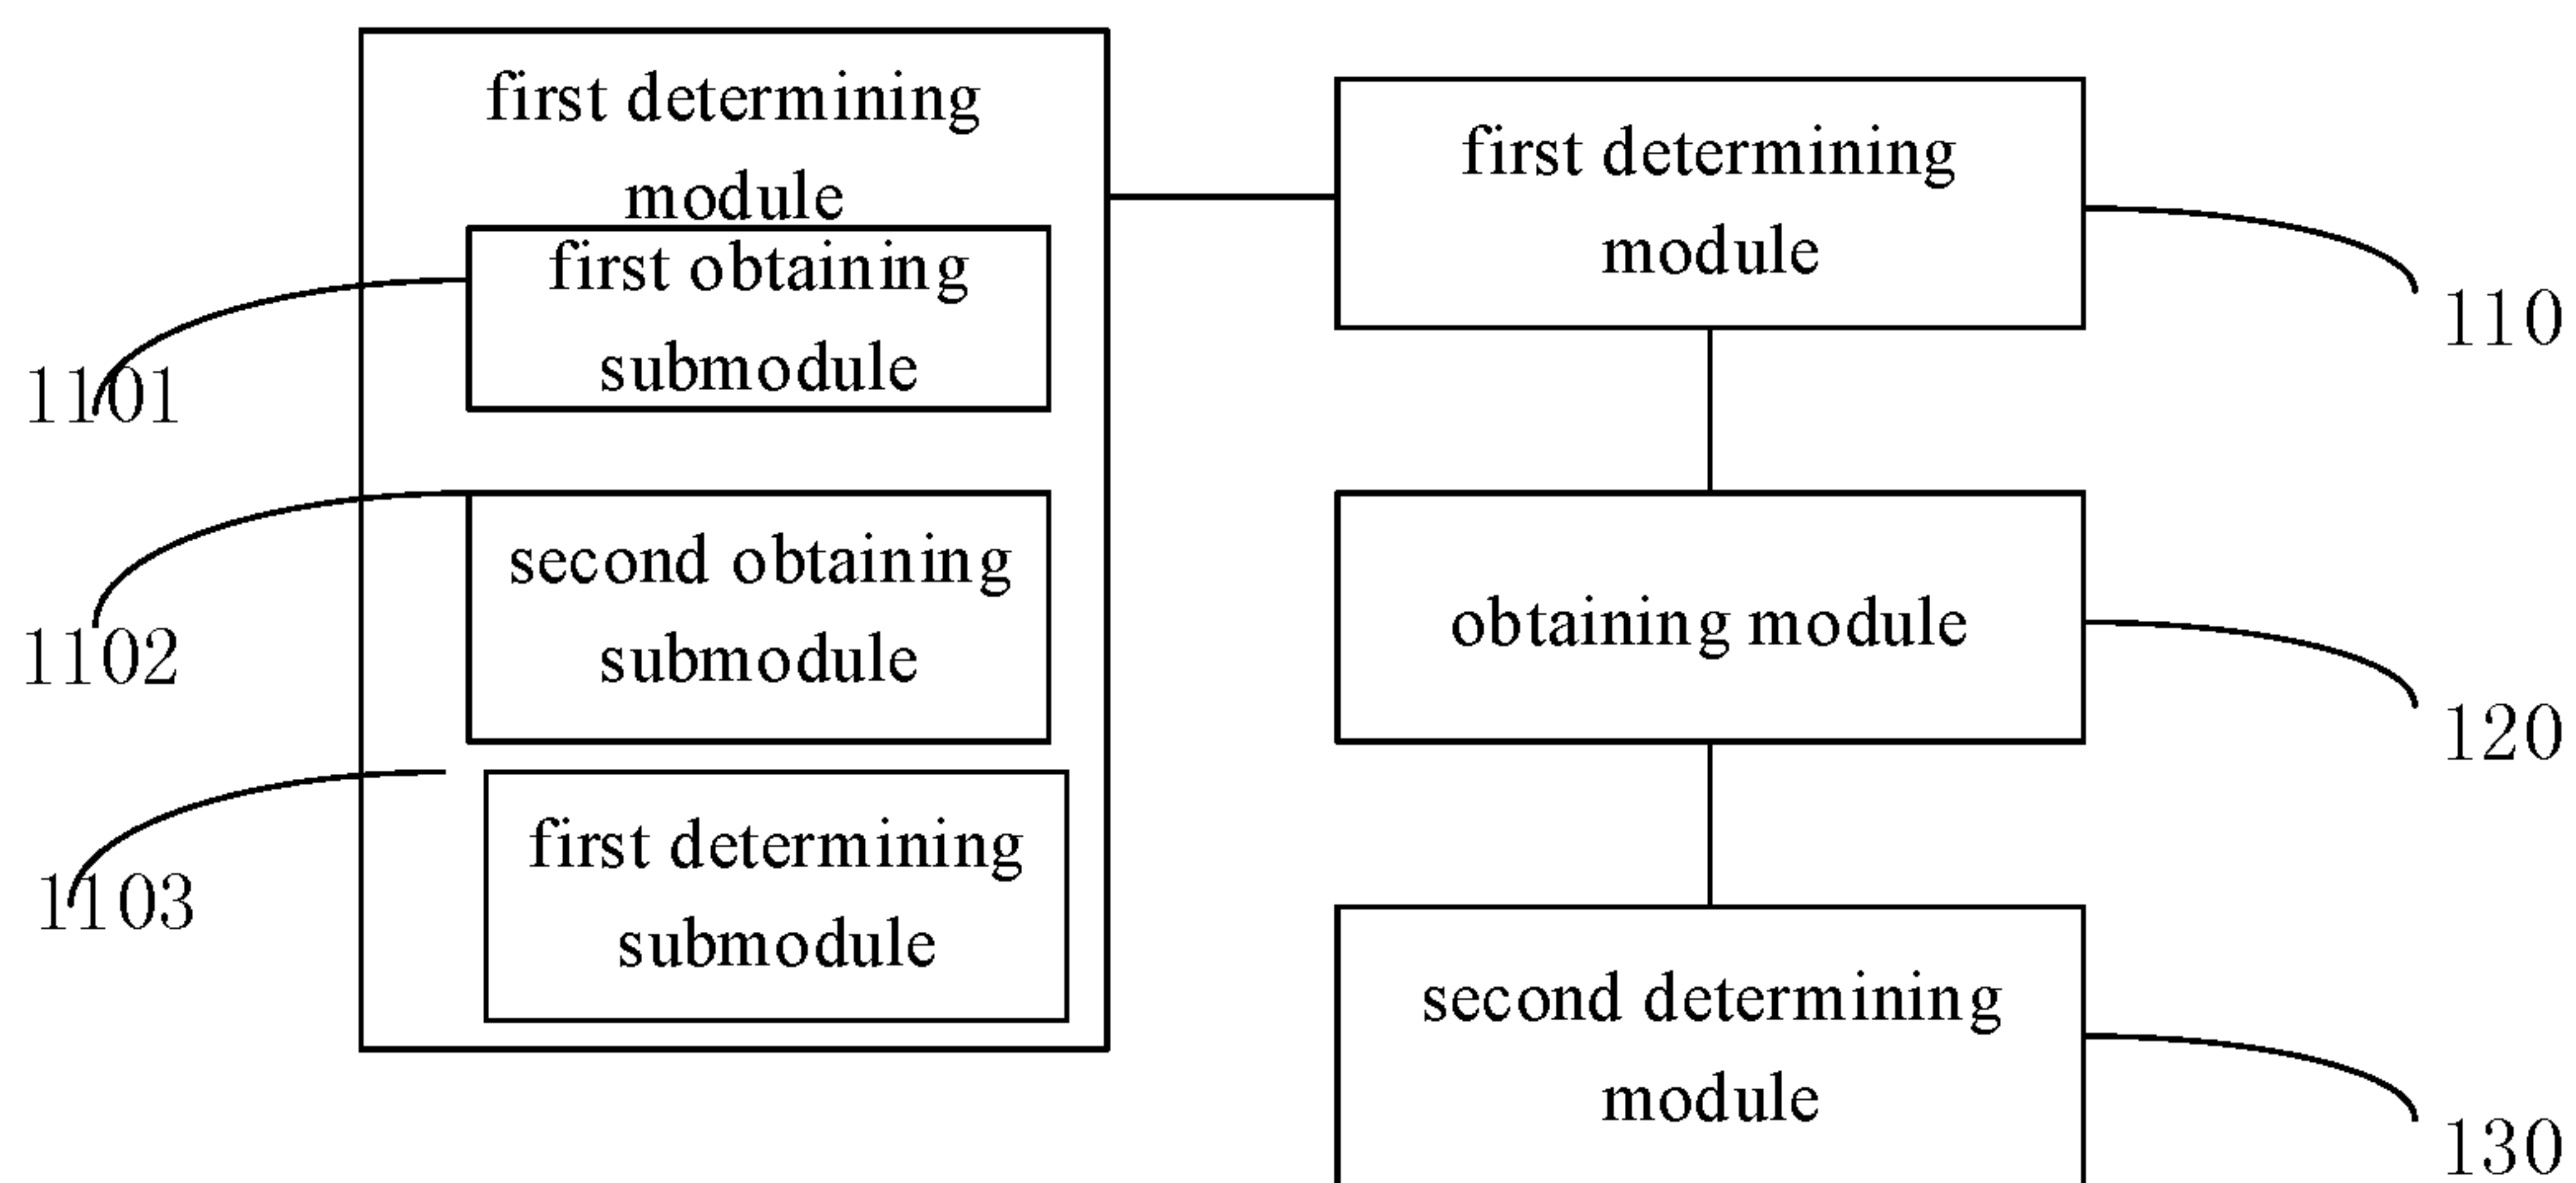 first determining
module
first obtaining
submodule
1101
second obtaining
submodule
1102
first determining
submodule
1103
first determining
module
110
obtaining module
120
second determining
module
130